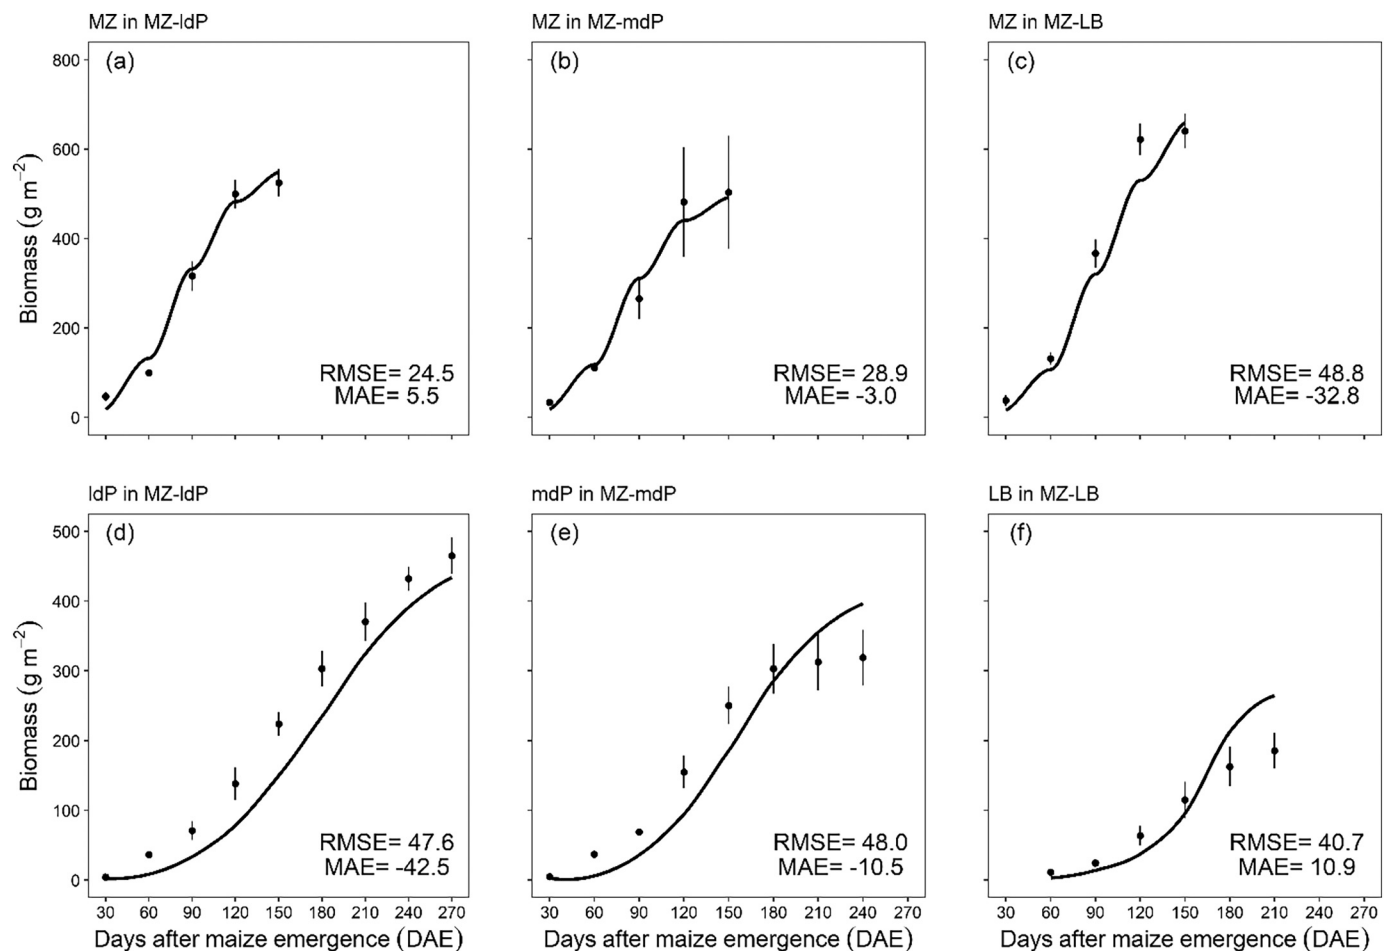 MZ in MZ-ldP
MZ in MZ-mdP
MZ in MZ-LB
(a)
(b)
(c)
800
600
400
200
0
Biomass (g m⁻²)
RMSE= 24.5
MAE= 5.5
RMSE= 28.9
MAE= -3.0
RMSE= 48.8
MAE= -32.8
ldP in MZ-ldP
mdP in MZ-mdP
LB in MZ-LB
(d)
(e)
(f)
500
400
300
200
100
0
Biomass (g m⁻²)
RMSE= 47.6
MAE= -42.5
RMSE= 48.0
MAE= -10.5
RMSE= 40.7
MAE= 10.9
30 60 90 120 150 180 210 240 270
30 60 90 120 150 180 210 240 270
30 60 90 120 150 180 210 240 270
Days after maize emergence (DAE)
Days after maize emergence (DAE)
Days after maize emergence (DAE)